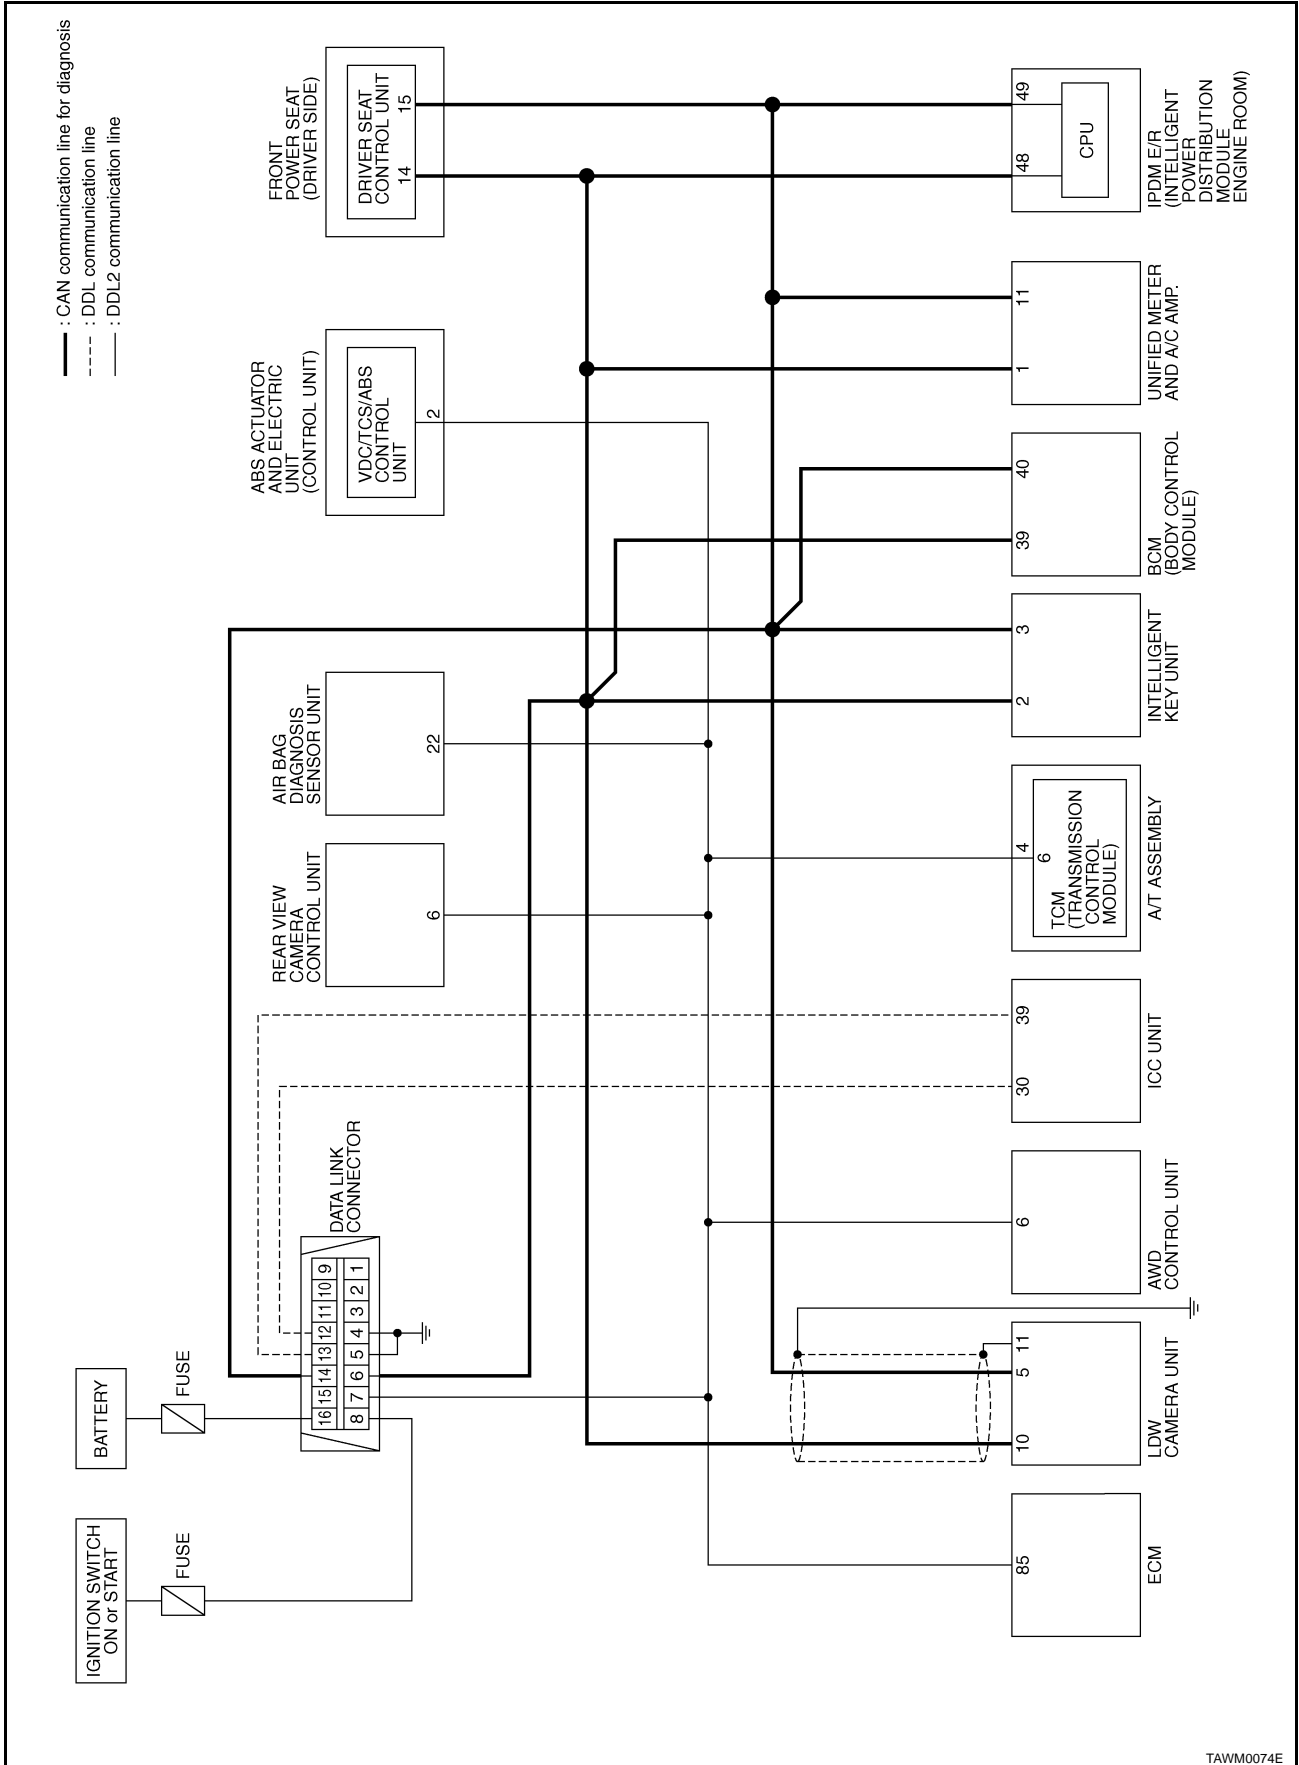 : CAN communication line for diagnosis
: DDL communication line
: DDL2 communication line
IGNITION SWITCH
ON or START
FUSE
BATTERY
FUSE
DATA LINK
CONNECTOR
16 15 14 13 12 11 10 9
8 7 6 5 4 3 2 1
REAR VIEW
CAMERA
CONTROL UNIT
6
AIR BAG
DIAGNOSIS
SENSOR UNIT
22
ABS ACTUATOR
AND ELECTRIC
UNIT
(CONTROL UNIT)
VDC/TCS/ABS
CONTROL
UNIT
2
FRONT
POWER SEAT
(DRIVER SIDE)
DRIVER SEAT
CONTROL UNIT
14 15
85
ECM
10 5 11
LDW
CAMERA UNIT
6
AWD
CONTROL UNIT
30 39
ICC UNIT
4
6
TCM
(TRANSMISSION
CONTROL
MODULE)
A/T ASSEMBLY
2 3
INTELLIGENT
KEY UNIT
39 40
BCM
(BODY CONTROL
MODULE)
1 11
UNIFIED METER
AND A/C AMP.
48 49
CPU
IPDM E/R
(INTELLIGENT
POWER
DISTRIBUTION
MODULE
ENGINE ROOM)
TAWM0074E